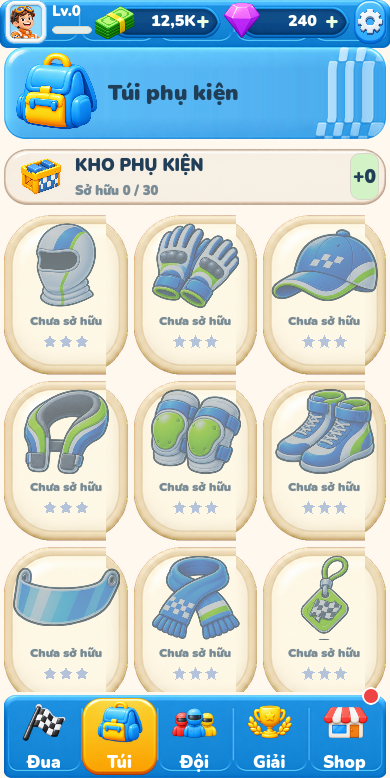 Lv.0
12,5K+
240 +
Túi phụ kiện
KHO PHỤ KIỆN
Sở hữu 0 / 30
+0
Chưa sở hữu
Chưa sở hữu
Chưa sở hữu
Chưa sở hữu
Chưa sở hữu
Chưa sở hữu
Chưa sở hữu
Chưa sở hữu
Chưa sở hữu
Đua
Túi
Đội
Giải
Shop